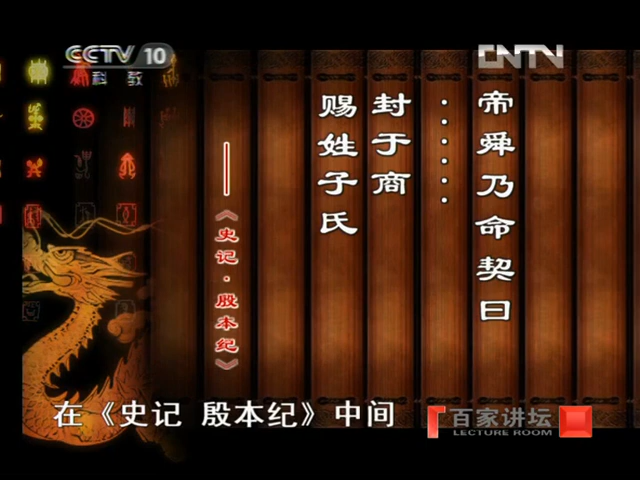 CCTV 10
科教
CNTV
帝舜乃命契曰
……
封于商
赐姓子氏
——《史记·殷本纪》
在《史记 殷本纪》中间
百家讲坛
LECTURE ROOM